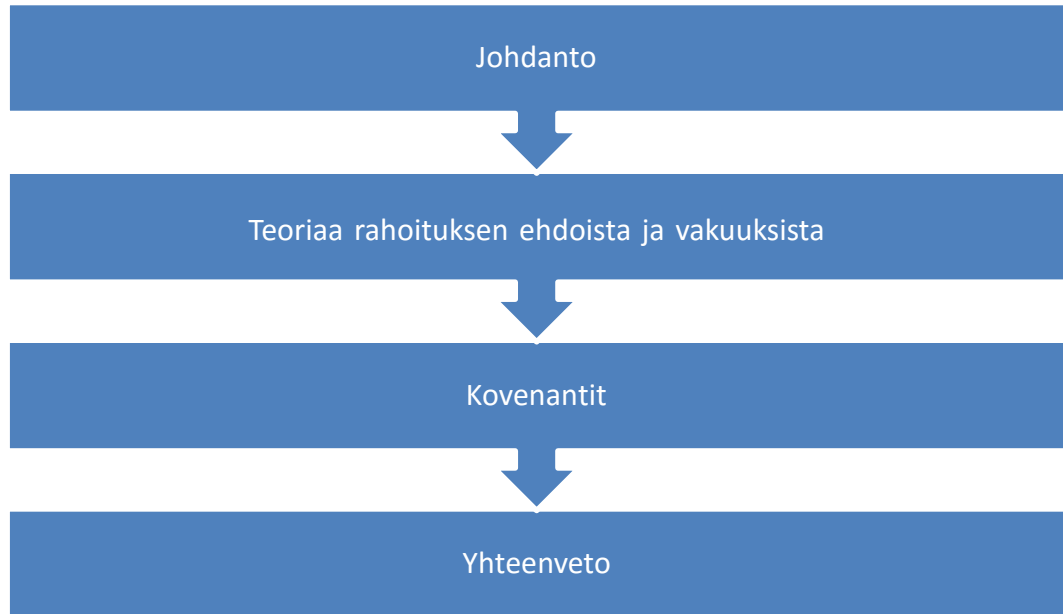 Johdanto
Teoriaa rahoituksen ehdoista ja vakuuksista
Kovenantit
Yhteenveto